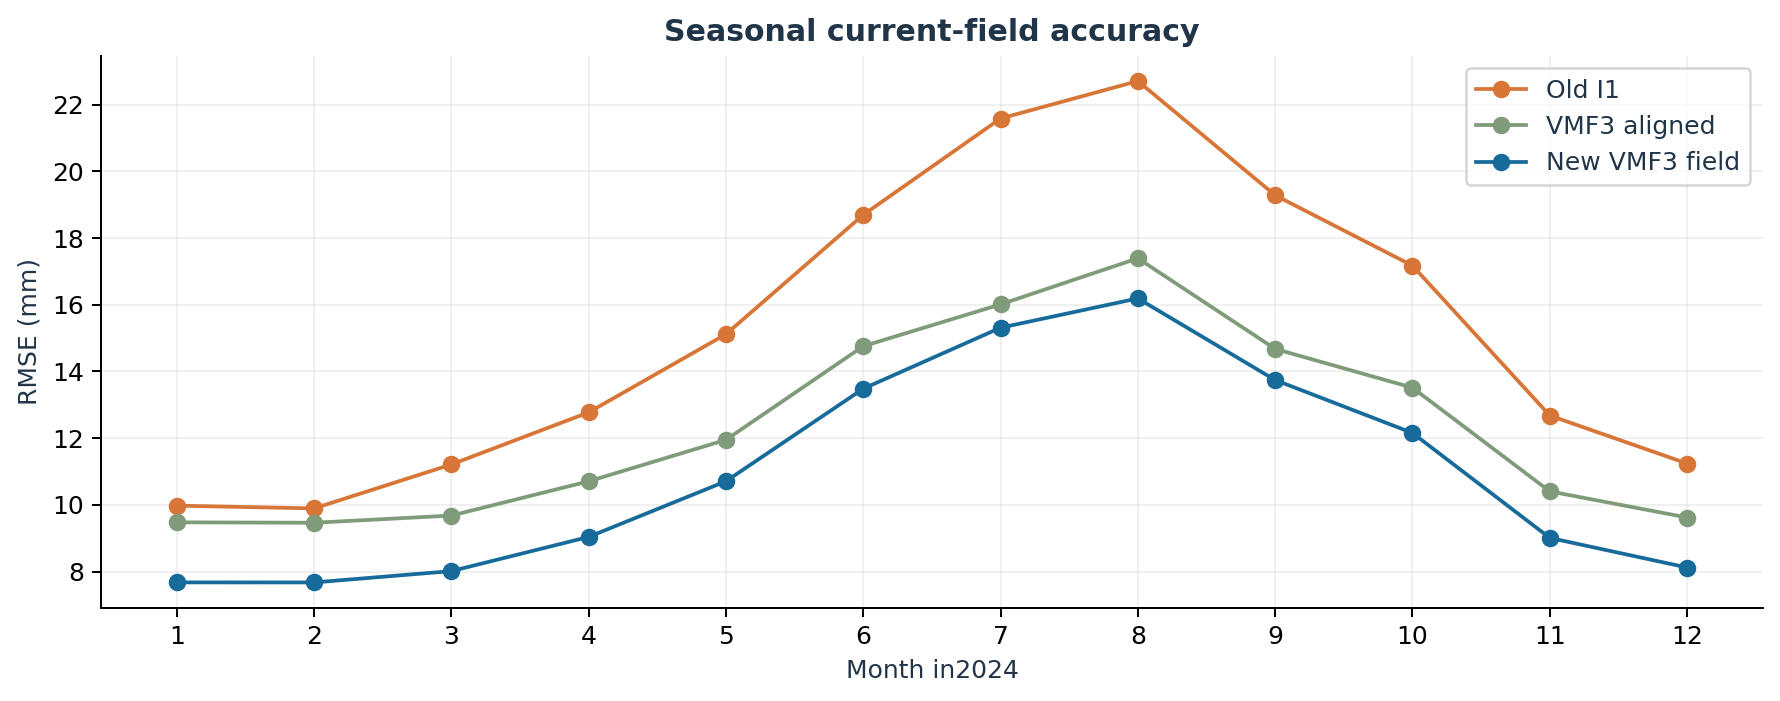 Seasonal current-field accuracy
Old I1
VMF3 aligned
New VMF3 field
RMSE (mm)
22
20
18
16
14
12
10
8
1 2 3 4 5 6 7 8 9 10 11 12
Month in2024